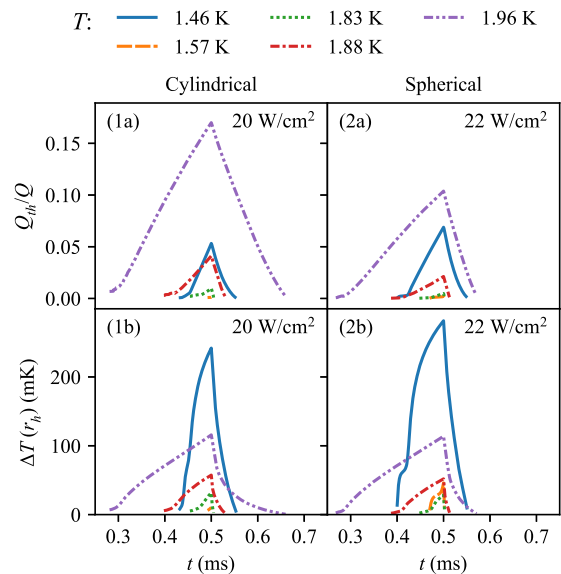 T: 1.46 K 1.83 K 1.96 K
1.57 K 1.88 K
Cylindrical Spherical
(1a) 20 W/cm² (2a) 22 W/cm²
0.15
0.10
0.05
0.00
Q_th/Q
(1b) 20 W/cm² (2b) 22 W/cm²
200
100
0
ΔT(r_h) (mK)
0.3 0.4 0.5 0.6 0.7 0.3 0.4 0.5 0.6 0.7
t (ms) t (ms)